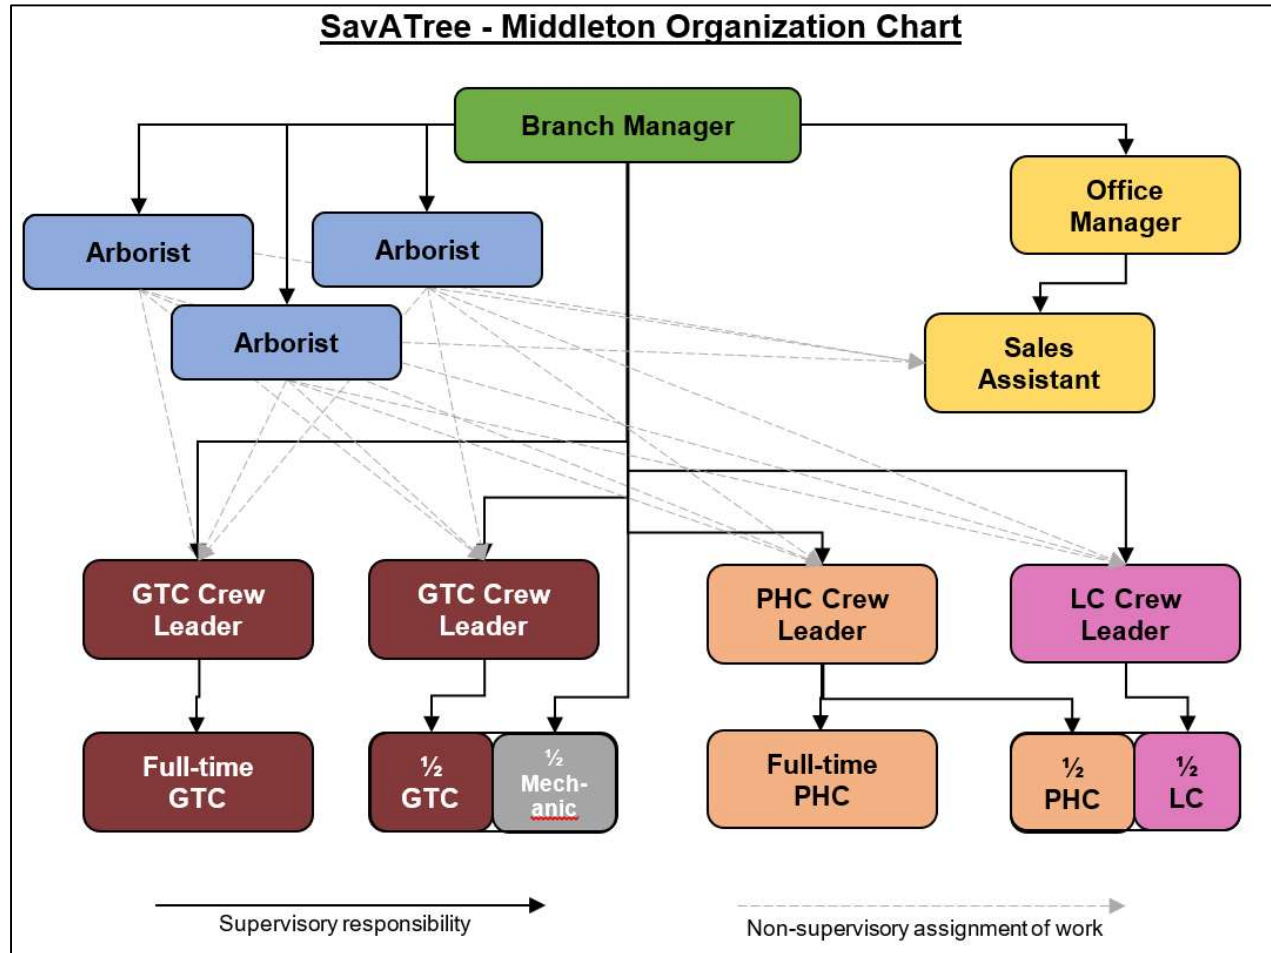 SavATree - Middleton Organization Chart
Branch Manager
Office
Manager
Arborist
Arborist
Arborist
Sales
Assistant
GTC Crew
Leader
GTC Crew
Leader
PHC Crew
Leader
LC Crew
Leader
Full-time
GTC
½
GTC
½
Mech-
anic
Full-time
PHC
½
PHC
½
LC
Supervisory responsibility
Non-supervisory assignment of work